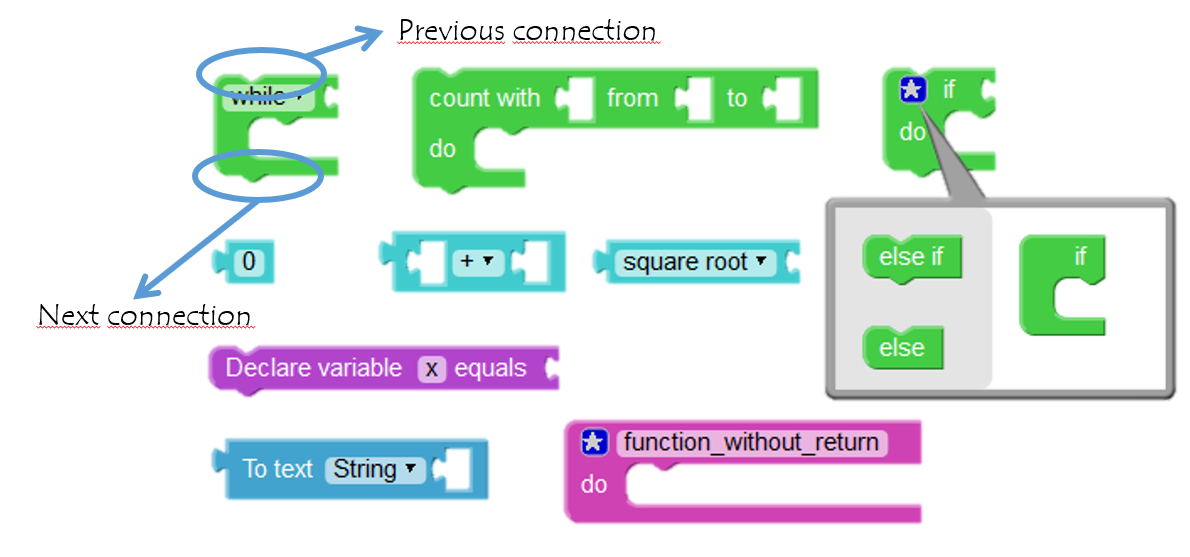 Previous connection
while
count with from to
do
if
do
0
+
square root
else if
if
else
Next connection
Declare variable x equals
To text String
function_without_return
do